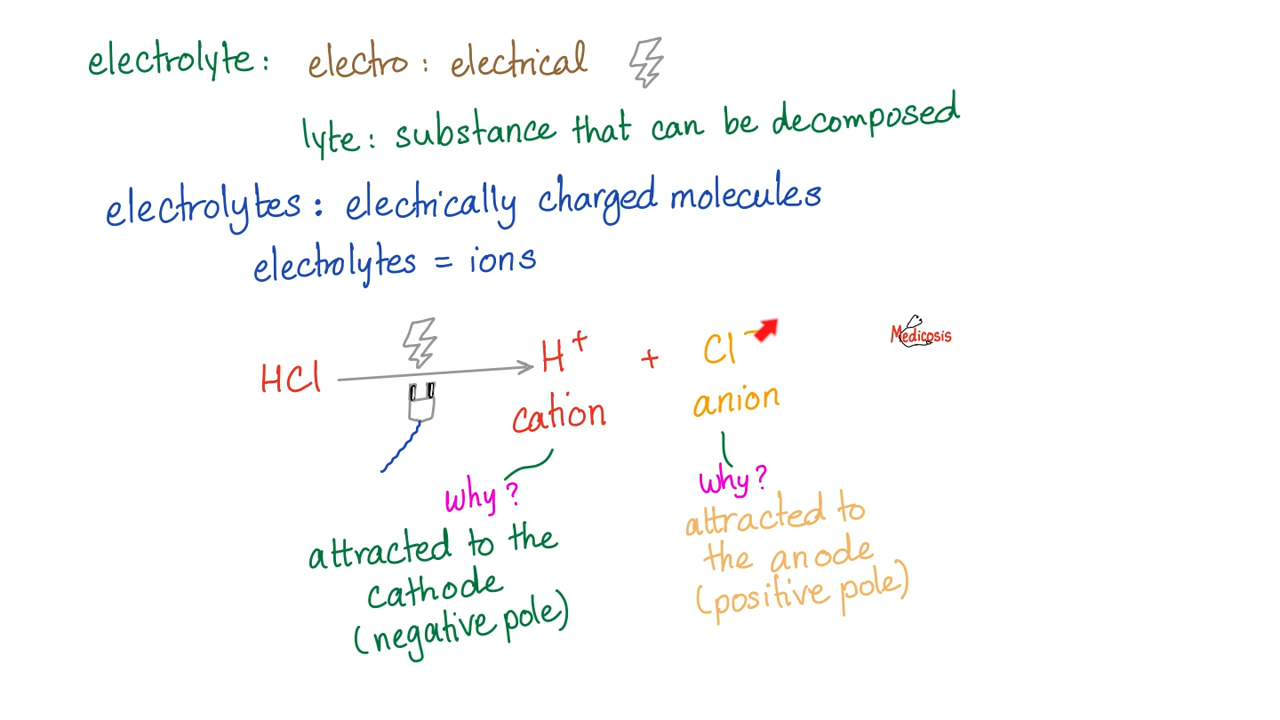 electrolyte: electro: electrical
lyte: substance that can be decomposed
electrolytes: electrically charged molecules
electrolytes = ions
HCl H+ + Cl-
Medicosis
cation anion
why? why?
attracted to the attracted to
cathode the anode
(negative pole) (positive pole)